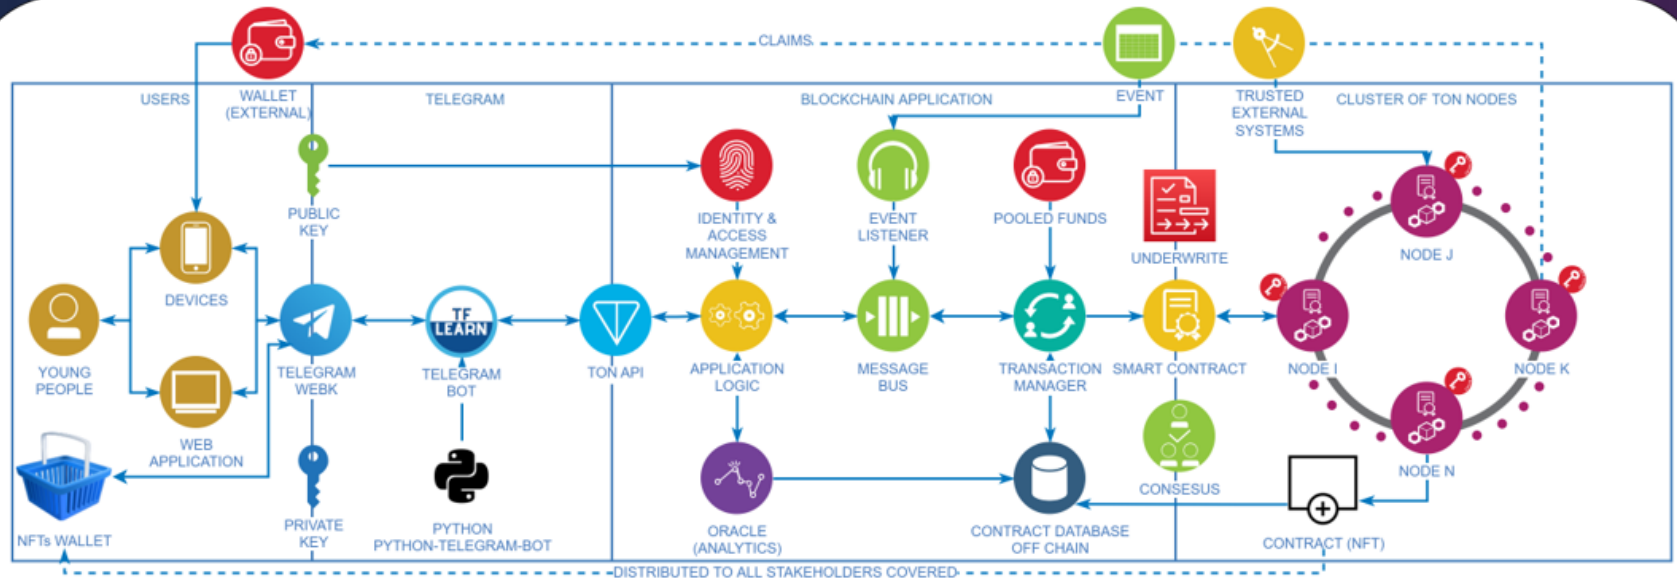 CLAIMS
USERS
WALLET
(EXTERNAL)
TELEGRAM
BLOCKCHAIN APPLICATION
EVENT
TRUSTED
EXTERNAL
SYSTEMS
CLUSTER OF TON NODES
PUBLIC
KEY
IDENTITY &
ACCESS
MANAGEMENT
EVENT
LISTENER
POOLED FUNDS
UNDERWRITE
NODE J
DEVICES
TF
LEARN
YOUNG
PEOPLE
TELEGRAM
WEBK
TELEGRAM
BOT
TON API
APPLICATION
LOGIC
MESSAGE
BUS
TRANSACTION
MANAGER
SMART CONTRACT
NODE I
NODE K
WEB
APPLICATION
NODE N
CONSESUS
NFTs WALLET
PRIVATE
KEY
PYTHON
PYTHON-TELEGRAM-BOT
ORACLE
(ANALYTICS)
CONTRACT DATABASE
OFF CHAIN
CONTRACT (NFT)
DISTRIBUTED TO ALL STAKEHOLDERS COVERED